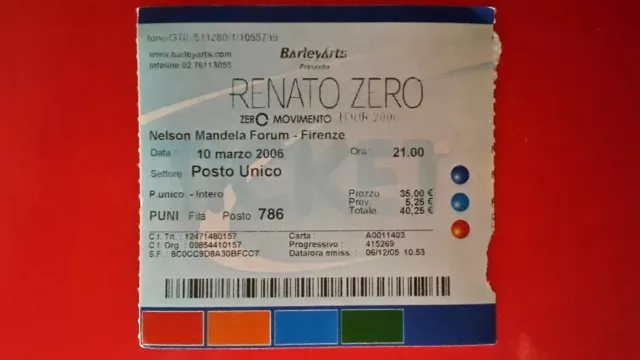 www.barleyarts.com
Infoline 02.76113055
BARLEYARTS
Presenta
RENATO ZERO
ZERO MOVIMENTO TOUR 2006
Nelson Mandela Forum - Firenze
Data : 10 marzo 2006 Ora : 21.00
Settore Posto Unico
P.unico - Intero
Prezzo 35,00 €
Prev. 5,25 €
Totale 40,25 €
PUNI Fila Posto 786
C.f. Tit. : 12471480157 Carta : A0011403
C.f. Org : 09854410157 Progressivo : 415269
S.F. : 8C0CC9D8A30BFCC7 Data/ora emiss. : 06/12/05 10.53
TICKET